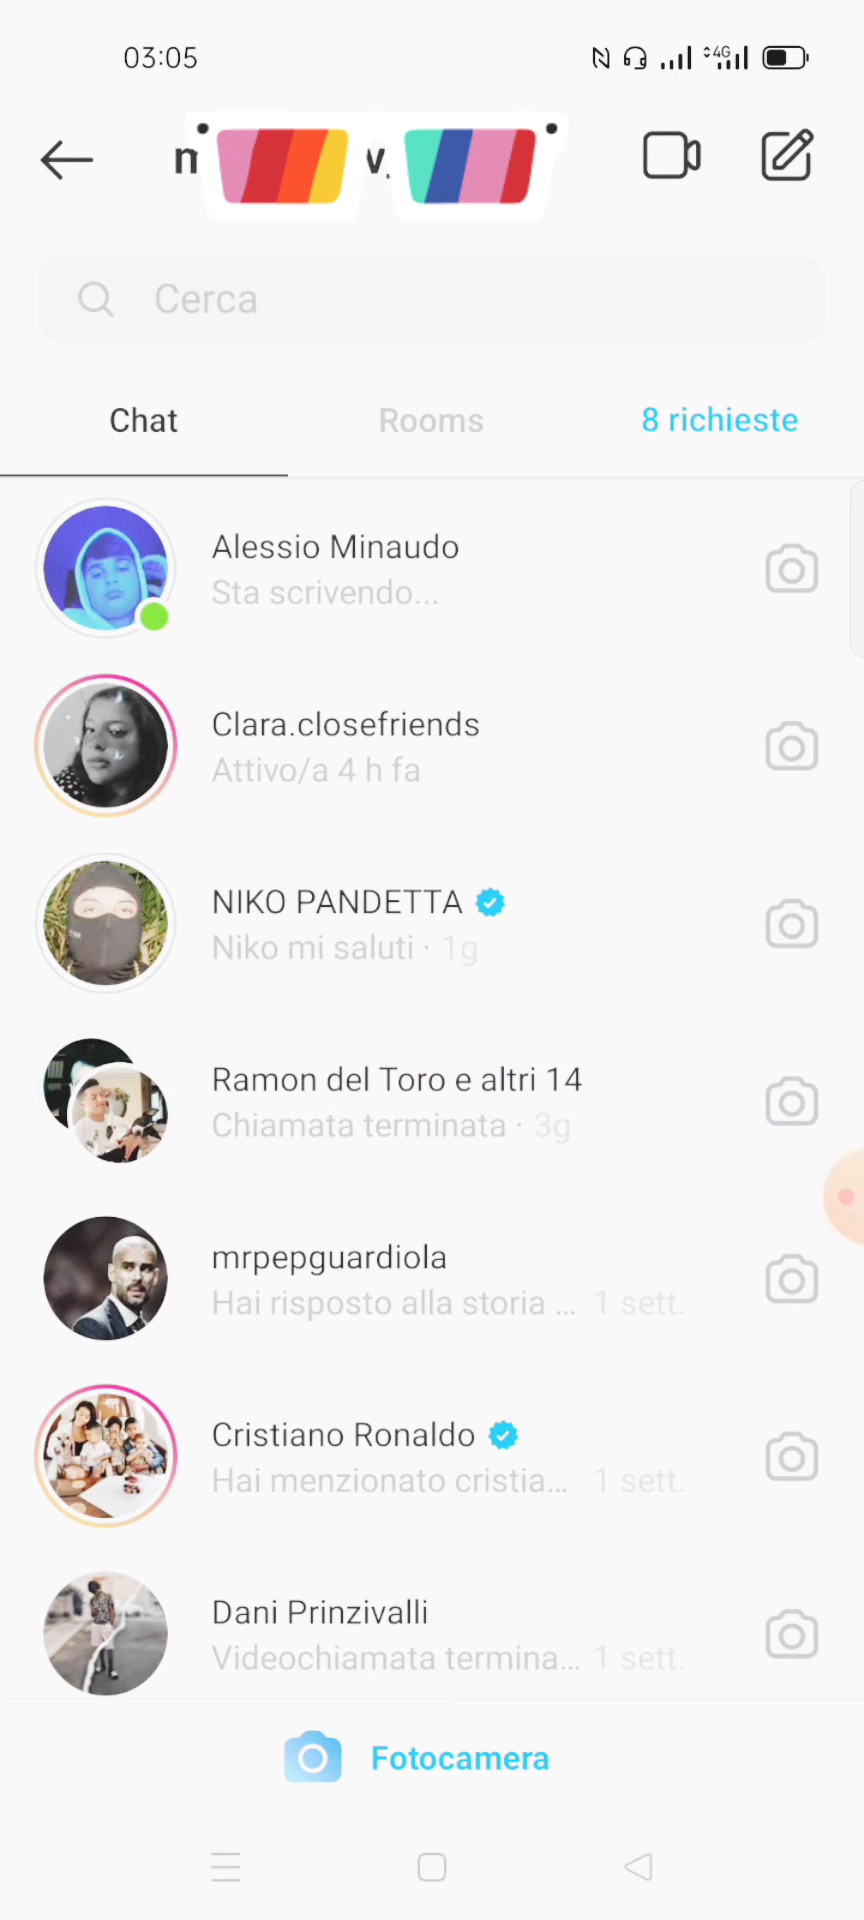 03:05
4G
Cerca
Chat
Rooms
8 richieste
Alessio Minaudo
Sta scrivendo...
Clara.closefriends
Attivo/a 4 h fa
NIKO PANDETTA
Niko mi saluti · 1g
Ramon del Toro e altri 14
Chiamata terminata · 3g
mrpepguardiola
Hai risposto alla storia ... 1 sett.
Cristiano Ronaldo
Hai menzionato cristia... 1 sett.
Dani Prinzivalli
Videochiamata termina... 1 sett.
Fotocamera